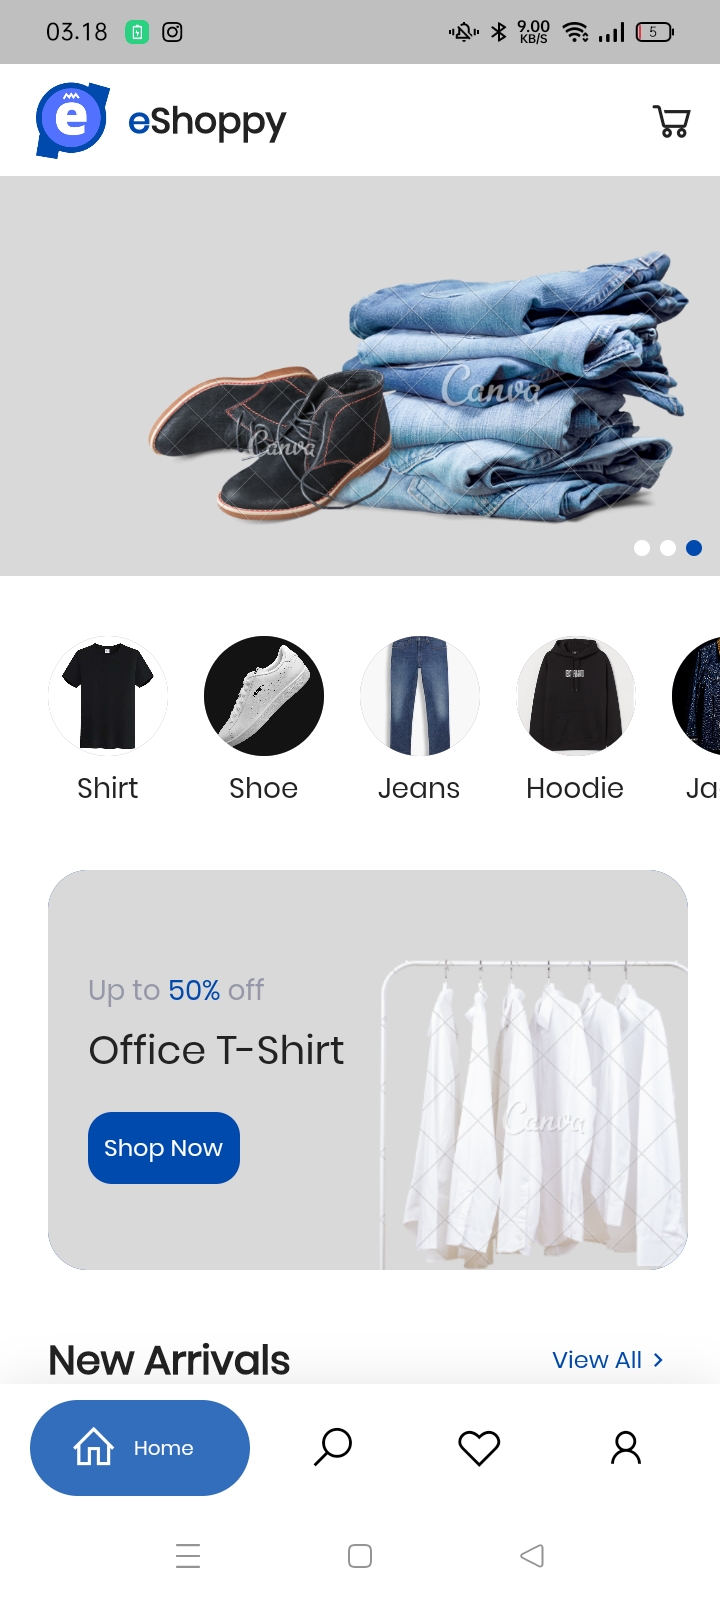 03.18
9.00
KB/S
5
e
eShoppy
Canva
Canva
Shirt
Shoe
Jeans
Hoodie
Ja
Up to 50% off
Office T-Shirt
Canva
Shop Now
New Arrivals
View All
Home